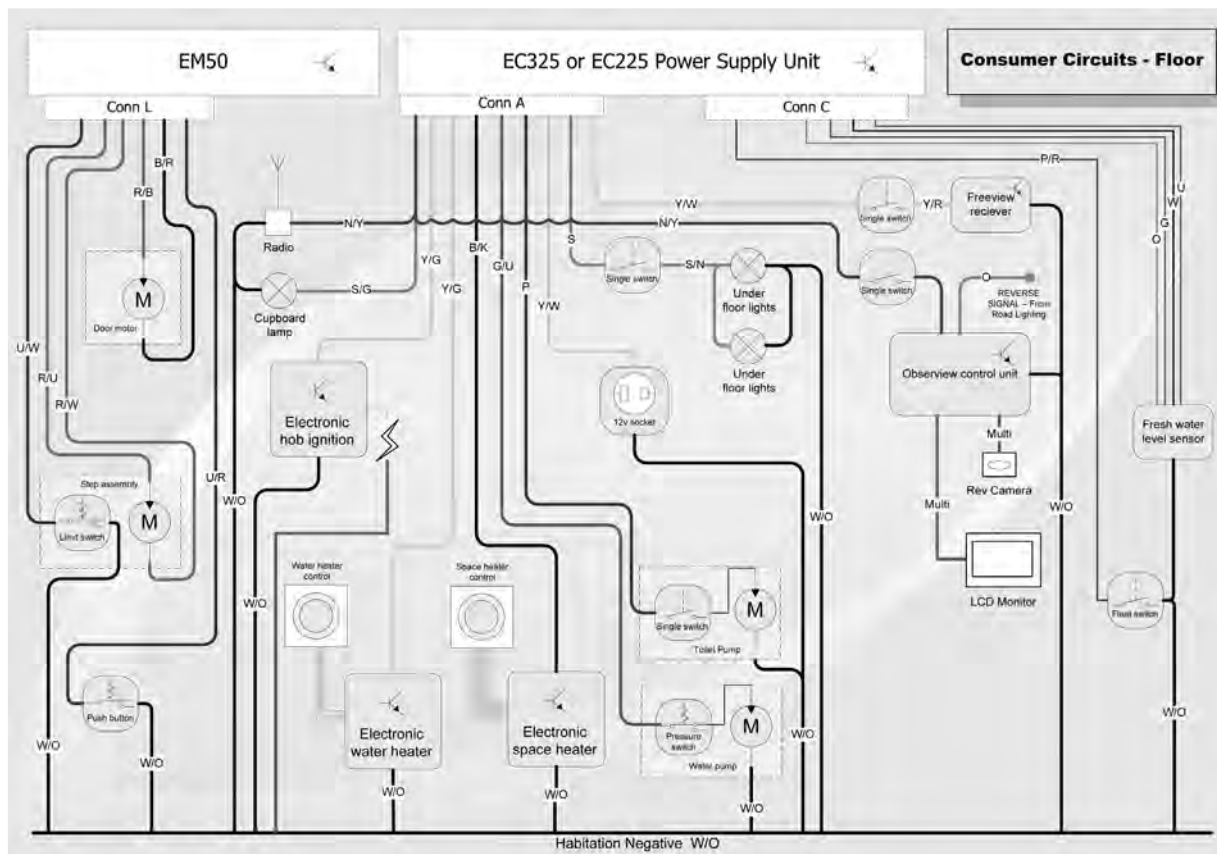 EM50
EC325 or EC225 Power Supply Unit
Consumer Circuits - Floor
Conn L
Conn A
Conn C
B/R
P/R
R/B
U
W
G
O
Y/W
Single switch
Y/R
Freeview
reciever
N/Y
N/Y
Radio
B/K
S
Y/G
G/U
Single switch
S/N
Y/G
P
Single switch
REVERSE
SIGNAL – From
Road Lighting
S/G
Y/W
Under
floor lights
Cupboard
lamp
Door motor
M
U/W
R/U
R/W
Under
floor lights
Obserview control unit
Electronic
hob ignition
12v socket
Fresh water
level sensor
Multi
Rev Camera
U/R
Step assembly
W/O
M
Limit switch
W/O
Multi
W/O
W/O
Water heater
control
Space heater
control
W/O
LCD Monitor
Float switch
M
Single switch
Toilet Pump
Push button
Electronic
water heater
Electronic
space heater
M
Pressure
switch
Water pump
W/O
W/O
W/O
W/O
W/O
W/O
W/O
W/O
Habitation Negative W/O